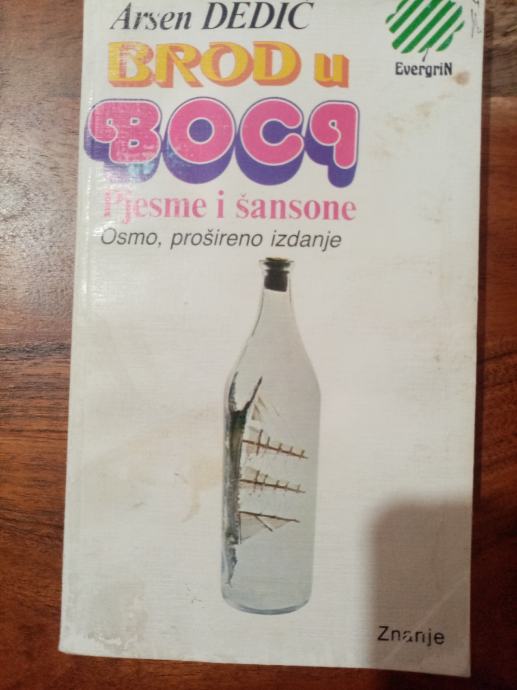 Arsen DEDIĆ
EvergriN
BROD u
BOCI
Pjesme i šansone
Osmo, prošireno izdanje
Znanje